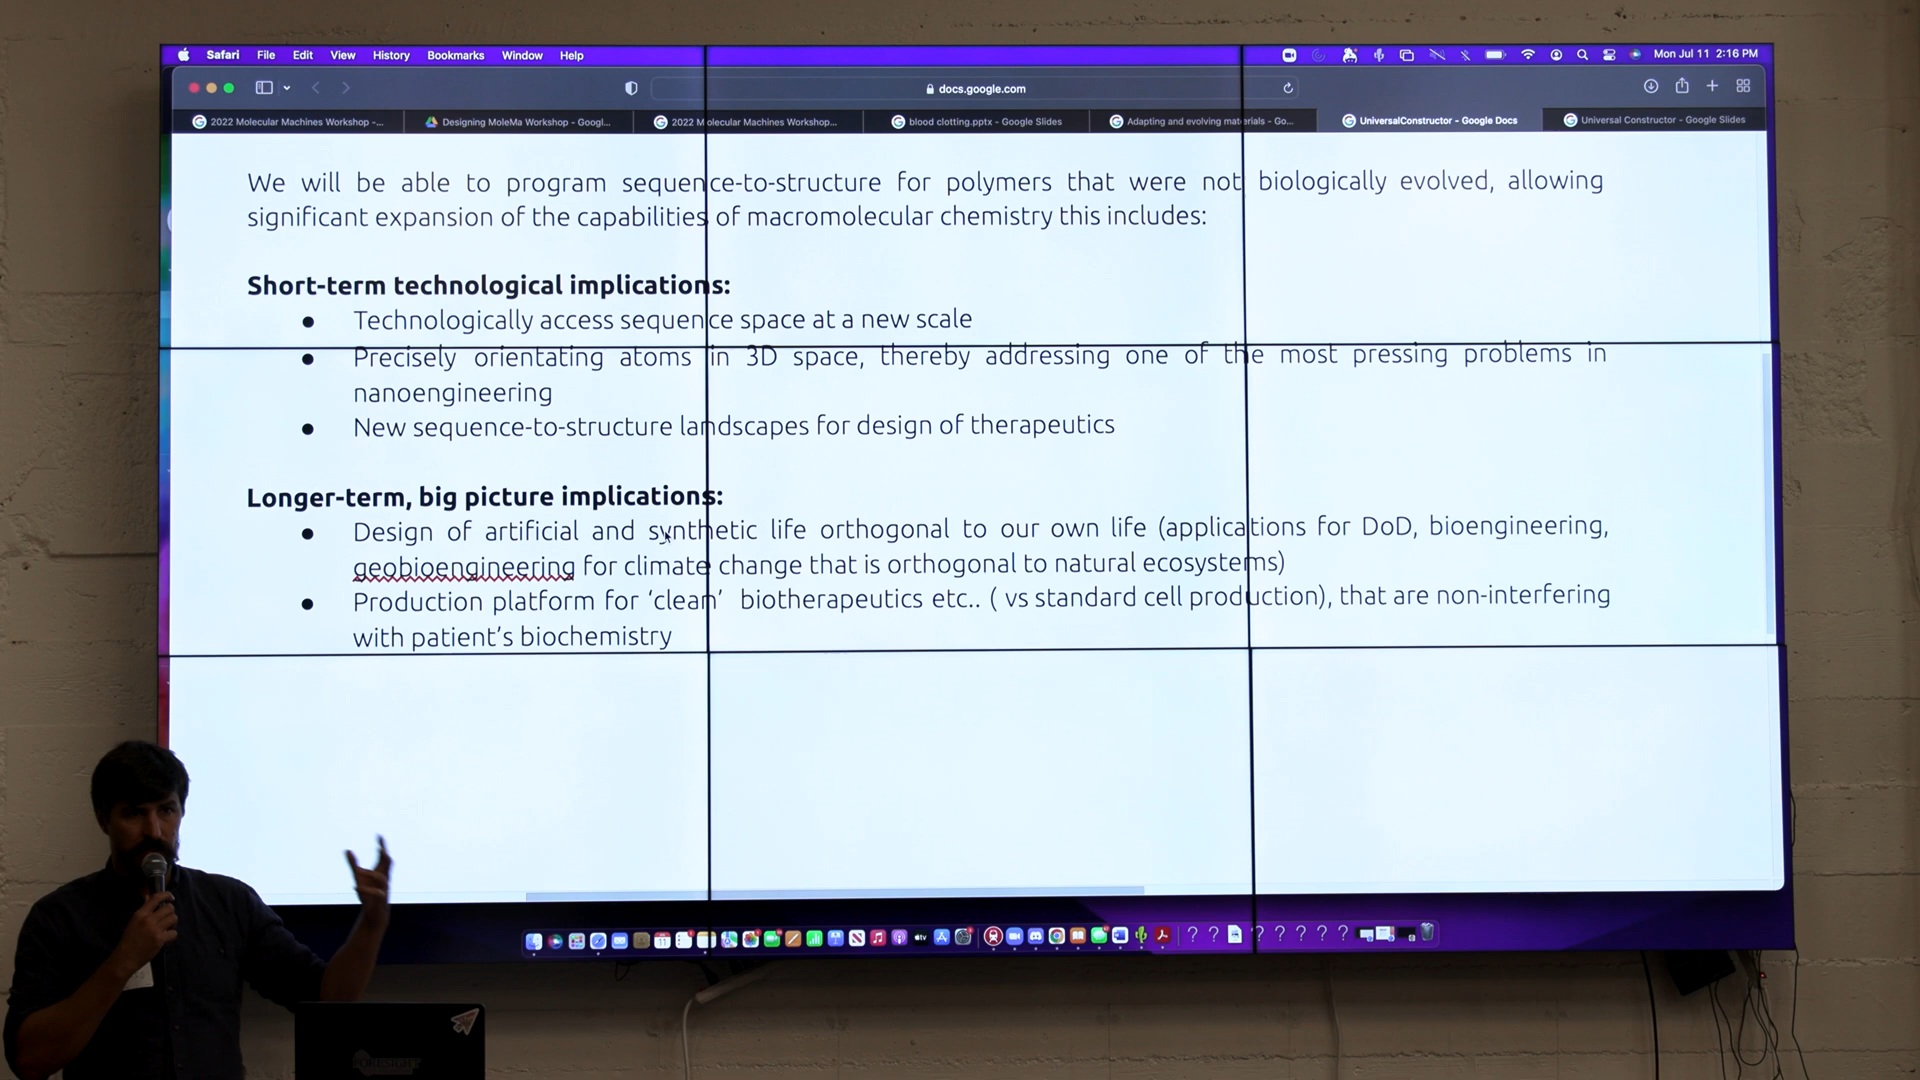 Safari File Edit View History Bookmarks Window Help Mon Jul 11 2:16 PM
docs.google.com
2022 Molecular Machines Workshop -... Designing MoleMa Workshop - Googl... 2022 Molecular Machines Workshop... blood clotting.pptx - Google Slides Adapting and evolving materials - Go... UniversalConstructor - Google Docs Universal Constructor - Google Slides
We will be able to program sequence-to-structure for polymers that were not biologically evolved, allowing
significant expansion of the capabilities of macromolecular chemistry this includes:
Short-term technological implications:
● Technologically access sequence space at a new scale
● Precisely orientating atoms in 3D space, thereby addressing one of the most pressing problems in
nanoengineering
● New sequence-to-structure landscapes for design of therapeutics
Longer-term, big picture implications:
● Design of artificial and synthetic life orthogonal to our own life (applications for DoD, bioengineering,
geobioengineering for climate change that is orthogonal to natural ecosystems)
● Production platform for ‘clean’ biotherapeutics etc.. ( vs standard cell production), that are non-interfering
with patient’s biochemistry